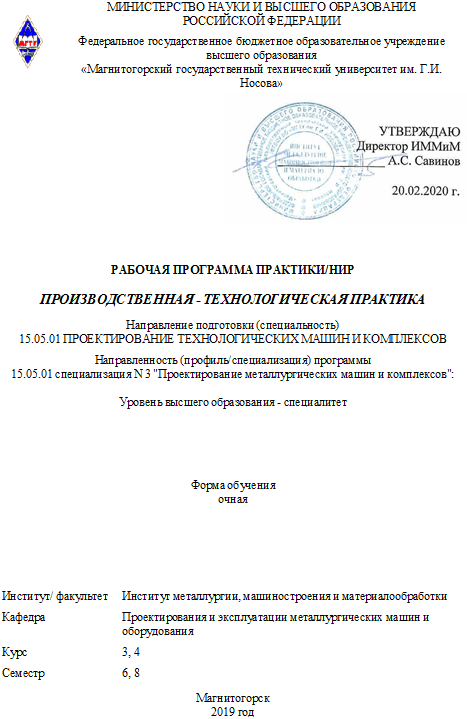 МИНИСТЕРСТВО НАУКИ И ВЫСШЕГО ОБРАЗОВАНИЯ
РОССИЙСКОЙ ФЕДЕРАЦИИ
Федеральное государственное бюджетное образовательное учреждение
высшего образования
«Магнитогорский государственный технический университет им. Г.И.
Носова»
УТВЕРЖДАЮ
Директор ИММиМ
А.С. Савинов
20.02.2020 г.
РАБОЧАЯ ПРОГРАММА ПРАКТИКИ/НИР
ПРОИЗВОДСТВЕННАЯ - ТЕХНОЛОГИЧЕСКАЯ ПРАКТИКА
Направление подготовки (специальность)
15.05.01 ПРОЕКТИРОВАНИЕ ТЕХНОЛОГИЧЕСКИХ МАШИН И КОМПЛЕКСОВ
Направленность (профиль/специализация) программы
15.05.01 специализация N 3 "Проектирование металлургических машин и комплексов":
Уровень высшего образования - специалитет
Форма обучения
очная
Институт/ факультет Институт металлургии, машиностроения и материалообработки
Кафедра Проектирования и эксплуатации металлургических машин и
оборудования
Курс 3, 4
Семестр 6, 8
Магнитогорск
2019 год